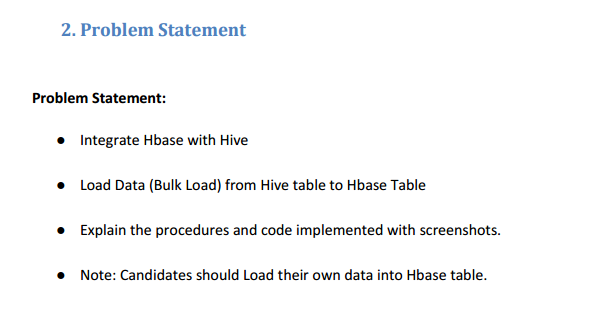 2. Problem Statement
Problem Statement:
● Integrate Hbase with Hive
● Load Data (Bulk Load) from Hive table to Hbase Table
● Explain the procedures and code implemented with screenshots.
● Note: Candidates should Load their own data into Hbase table.